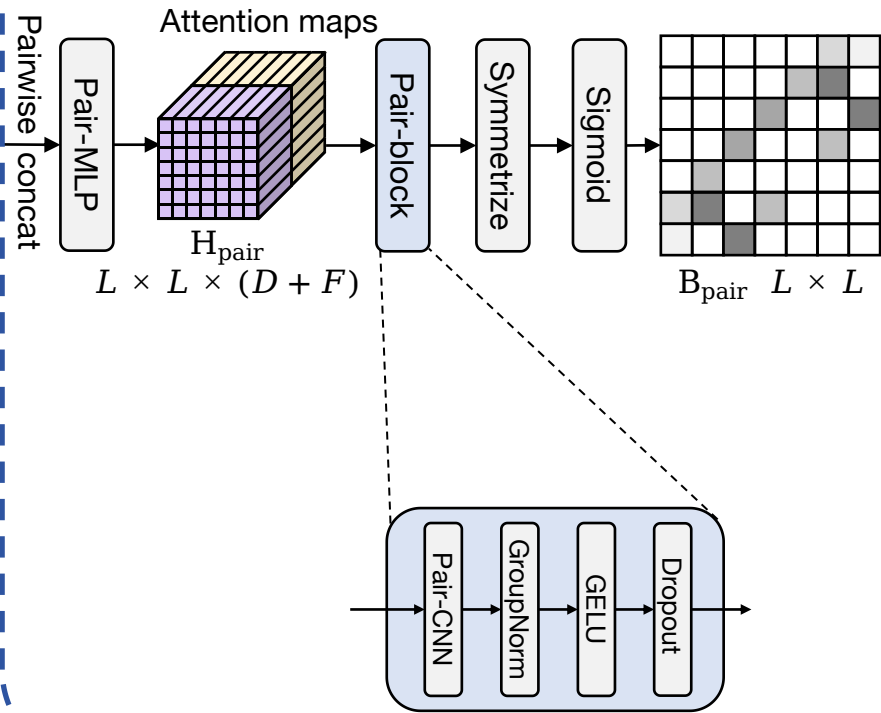 Attention maps
Pairwise concat
Pair-MLP
Pair-block
Symmetrize
Sigmoid
H_pair
L × L × (D + F)
B_pair L × L
Pair-CNN
GroupNorm
GELU
Dropout